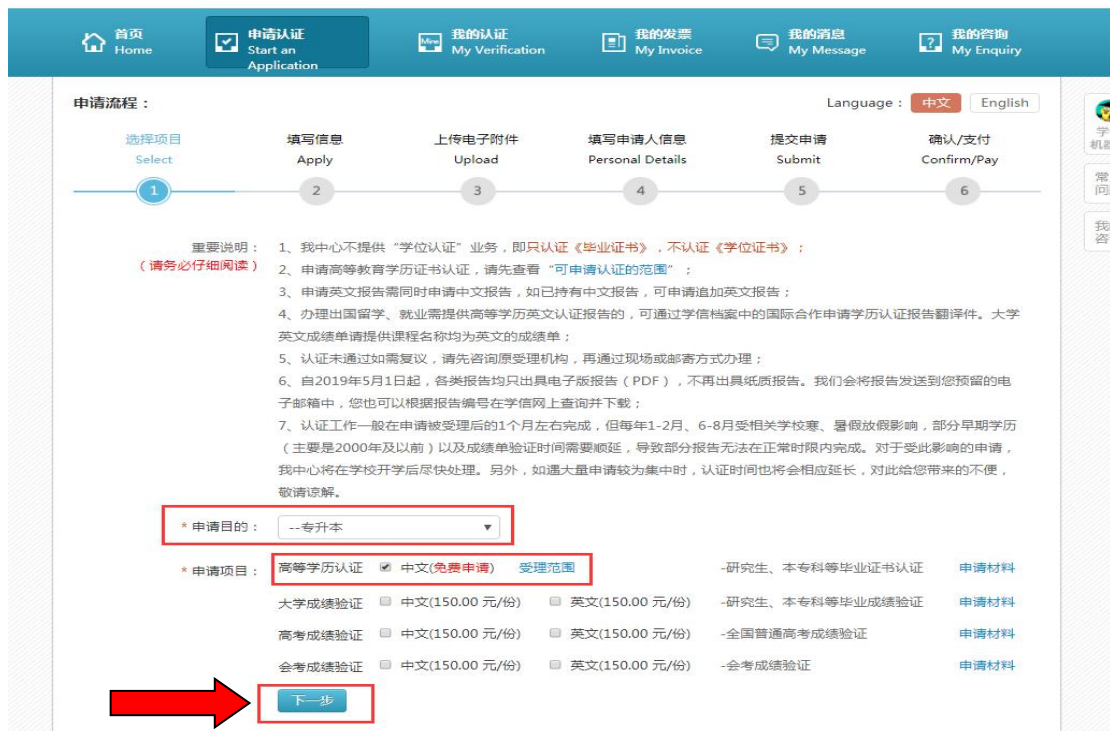 首页
Home
申请认证
Start an
Application
我的认证
My Verification
我的发票
My Invoice
我的消息
My Message
我的咨询
My Enquiry
申请流程：
Language： 中文 English
选择项目 填写信息 上传电子附件 填写申请人信息 提交申请 确认/支付
Select Apply Upload Personal Details Submit Confirm/Pay
1 2 3 4 5 6
重要说明：
（请务必仔细阅读）
1、我中心不提供“学位认证”业务，即只认证《毕业证书》，不认证《学位证书》；
2、申请高等教育学历证书认证，请先查看“可申请认证的范围”；
3、申请英文报告需同时申请中文报告，如已持有中文报告，可申请追加英文报告；
4、办理出国留学、就业需提供高等学历英文认证报告的，可通过学信档案中的国际合作申请学历认证报告翻译件。大学
英文成绩单请提供课程名称均为英文的成绩单；
5、认证未通过如需复议，请先咨询原受理机构，再通过现场或邮寄方式办理；
6、自2019年5月1日起，各类报告均只出具电子版报告（PDF），不再出具纸质报告。我们会将报告发送到您预留的电
子邮箱中，您也可以根据报告编号在学信网上查询并下载；
7、认证工作一般在申请被受理后的1个月左右完成，但每年1-2月、6-8月受相关学校寒、暑假放假影响，部分早期学历
（主要是2000年及以前）以及成绩单验证时间需要顺延，导致部分报告无法在正常时限内完成。对于受此影响的申请，
我中心将在学校开学后尽快处理。另外，如遇大量申请较为集中时，认证时间也将会相应延长，对此给您带来的不便，
敬请谅解。
* 申请目的： --专升本
* 申请项目： 高等学历认证 中文(免费申请) 受理范围 -研究生、本专科等毕业证书认证 申请材料
大学成绩验证 中文(150.00 元/份) 英文(150.00 元/份) -研究生、本专科等毕业成绩验证 申请材料
高考成绩验证 中文(150.00 元/份) 英文(150.00 元/份) -全国普通高考成绩验证 申请材料
会考成绩验证 中文(150.00 元/份) 英文(150.00 元/份) -会考成绩验证 申请材料
下一步